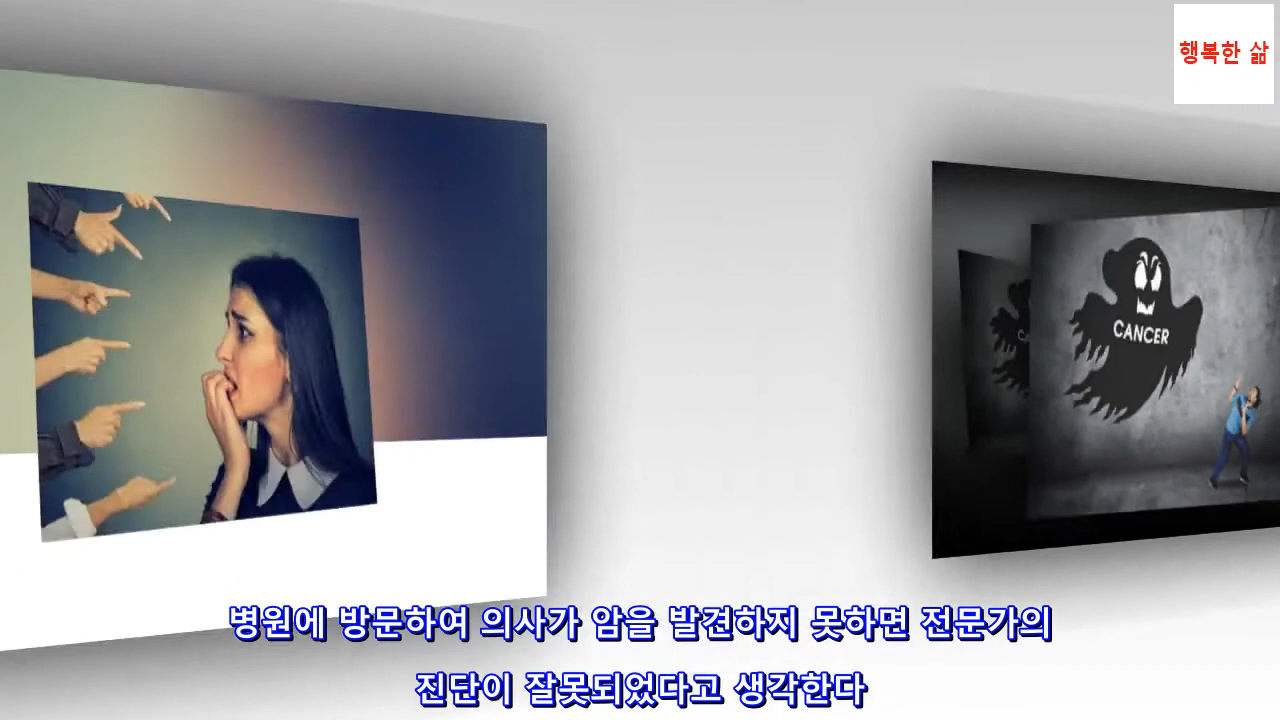 행복한 삶
CANCER
병원에 방문하여 의사가 암을 발견하지 못하면 전문가의
진단이 잘못되었다고 생각한다